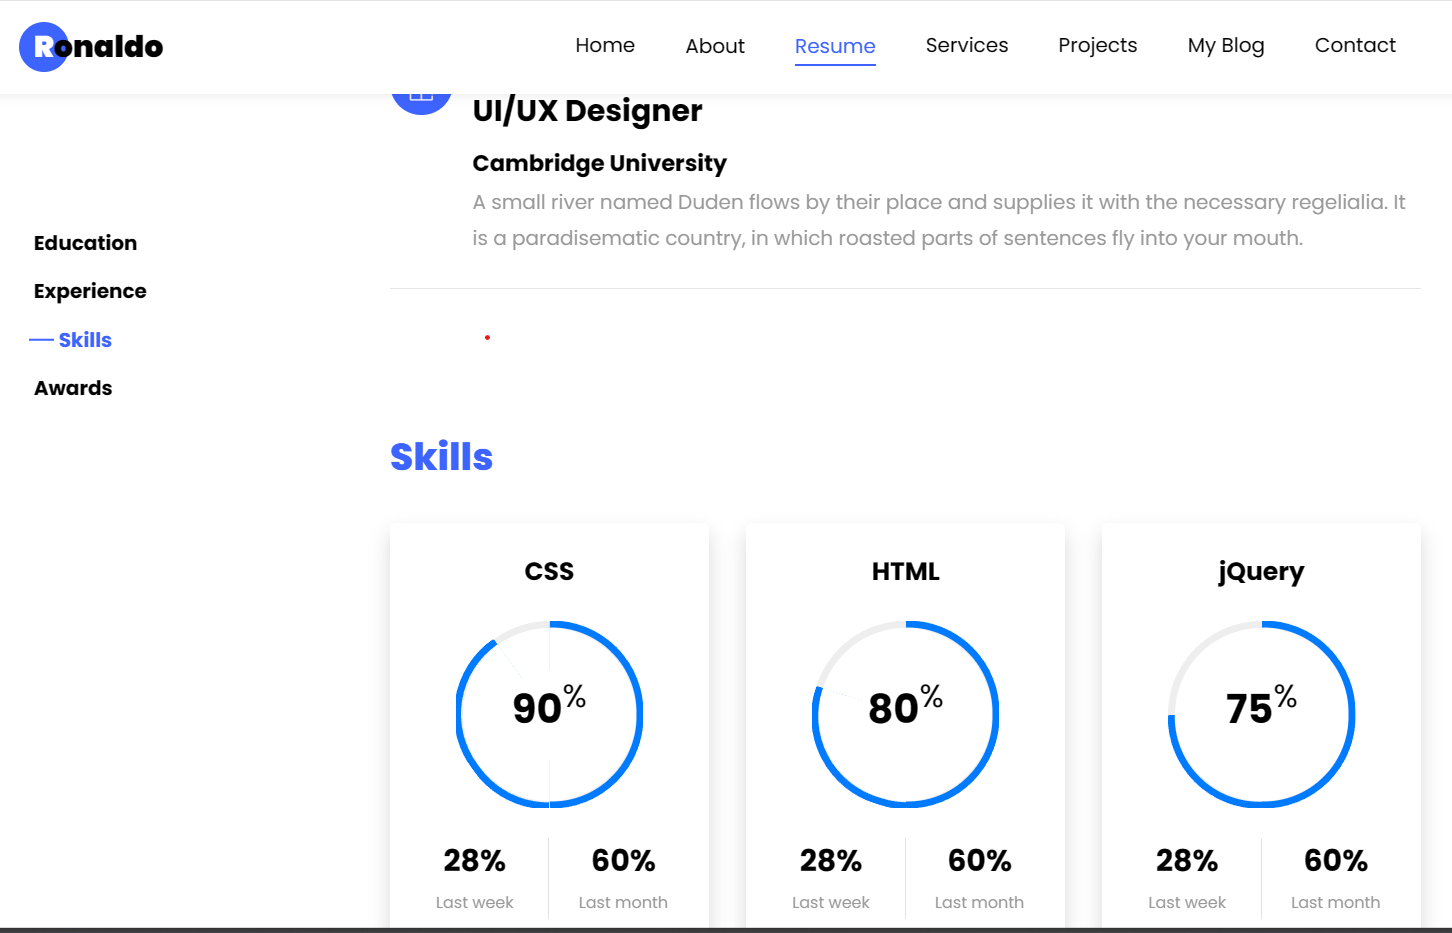 Ronaldo
Home About Resume Services Projects My Blog Contact
UI/UX Designer
Cambridge University
A small river named Duden flows by their place and supplies it with the necessary regelialia. It
is a paradisematic country, in which roasted parts of sentences fly into your mouth.
Education
Experience
Skills
Awards
Skills
CSS
90%
28% 60%
Last week Last month
HTML
80%
28% 60%
Last week Last month
jQuery
75%
28% 60%
Last week Last month